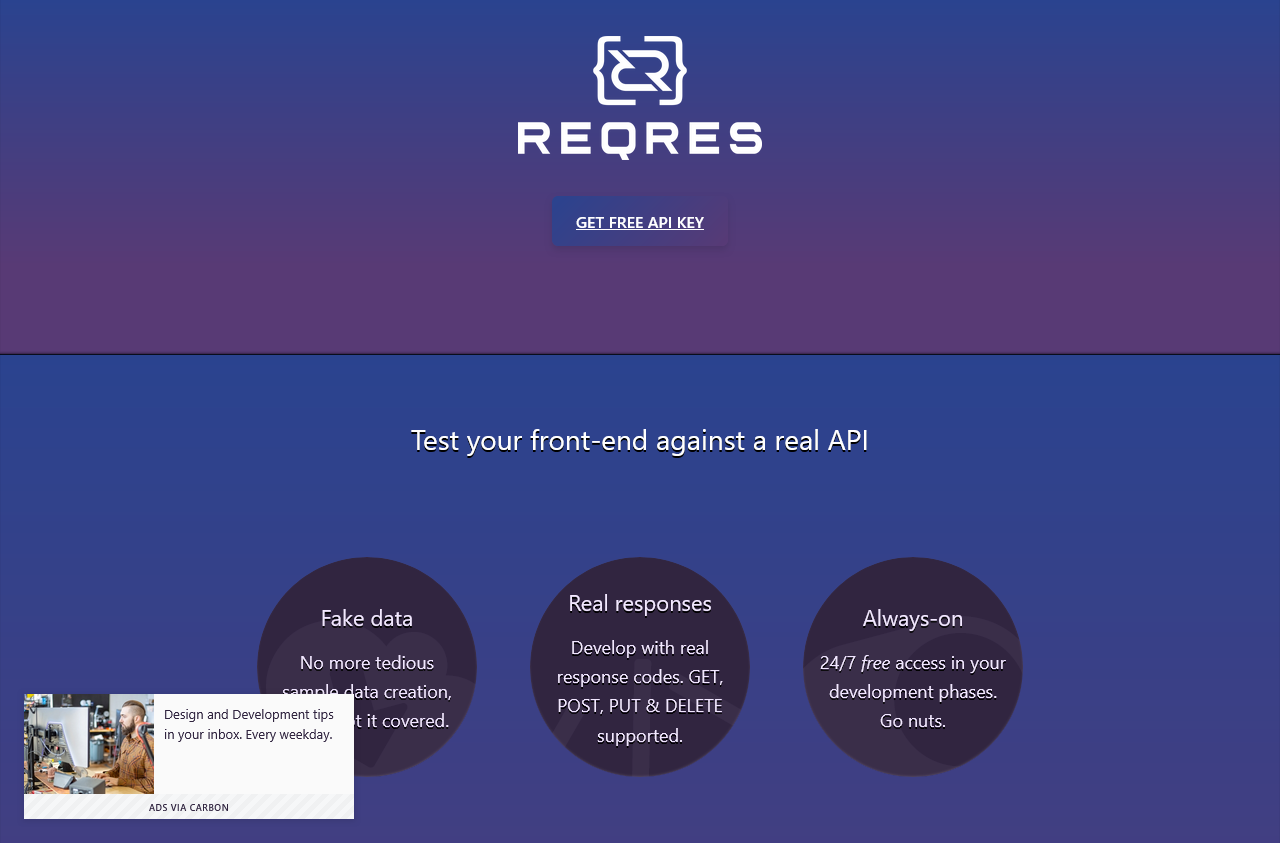 REQRES
GET FREE API KEY
Test your front-end against a real API
Fake data
No more tedious
sample data creation,
it covered.
Real responses
Develop with real
response codes. GET,
POST, PUT & DELETE
supported.
Always-on
24/7 free access in your
development phases.
Go nuts.
Design and Development tips
in your inbox. Every weekday.
ADS VIA CARBON